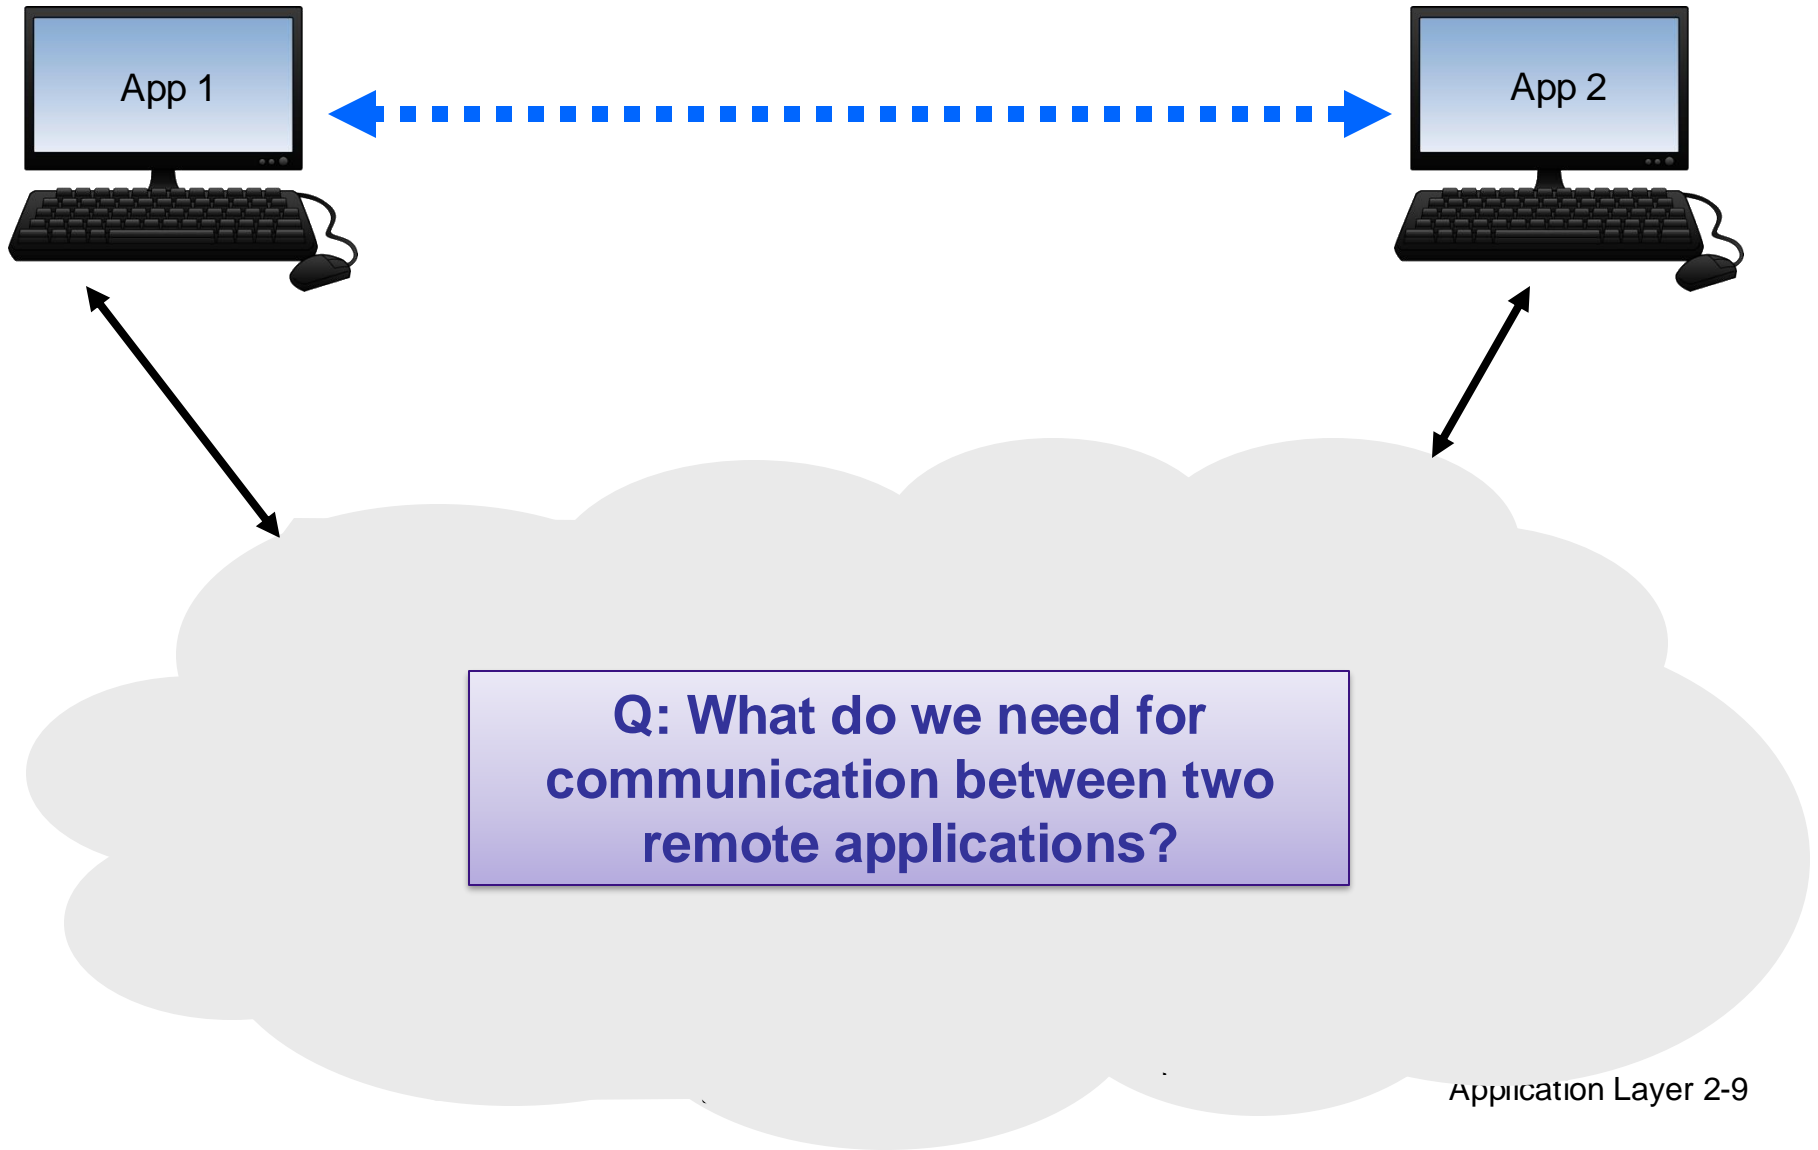 App 1
App 2
Q: What do we need for
communication between two
remote applications?
Application Layer 2-9